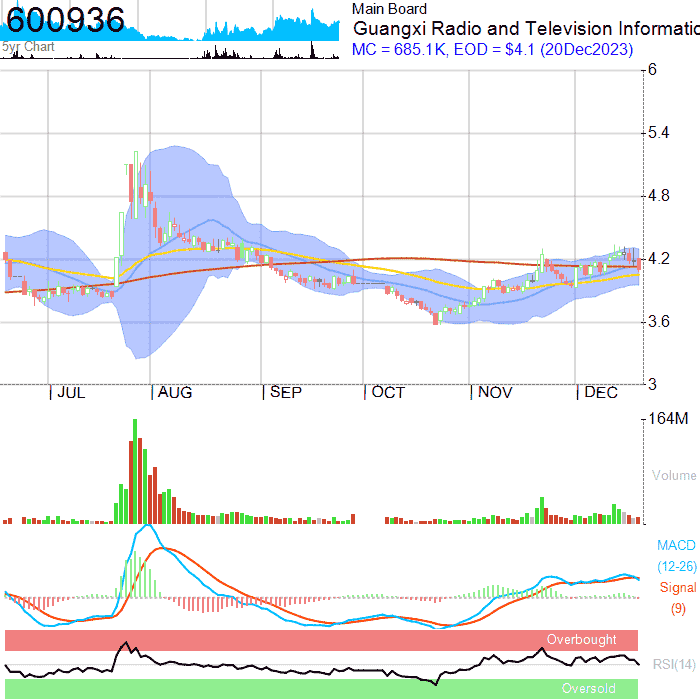 600936
5yr Chart
Main Board
Guangxi Radio and Television Informatic
MC = 685.1K, EOD = $4.1 (20Dec2023)
6
5.4
4.8
4.2
3.6
3
JUL AUG SEP OCT NOV DEC
164M
Volume
MACD
(12-26)
Signal
(9)
Overbought
RSI(14)
Oversold